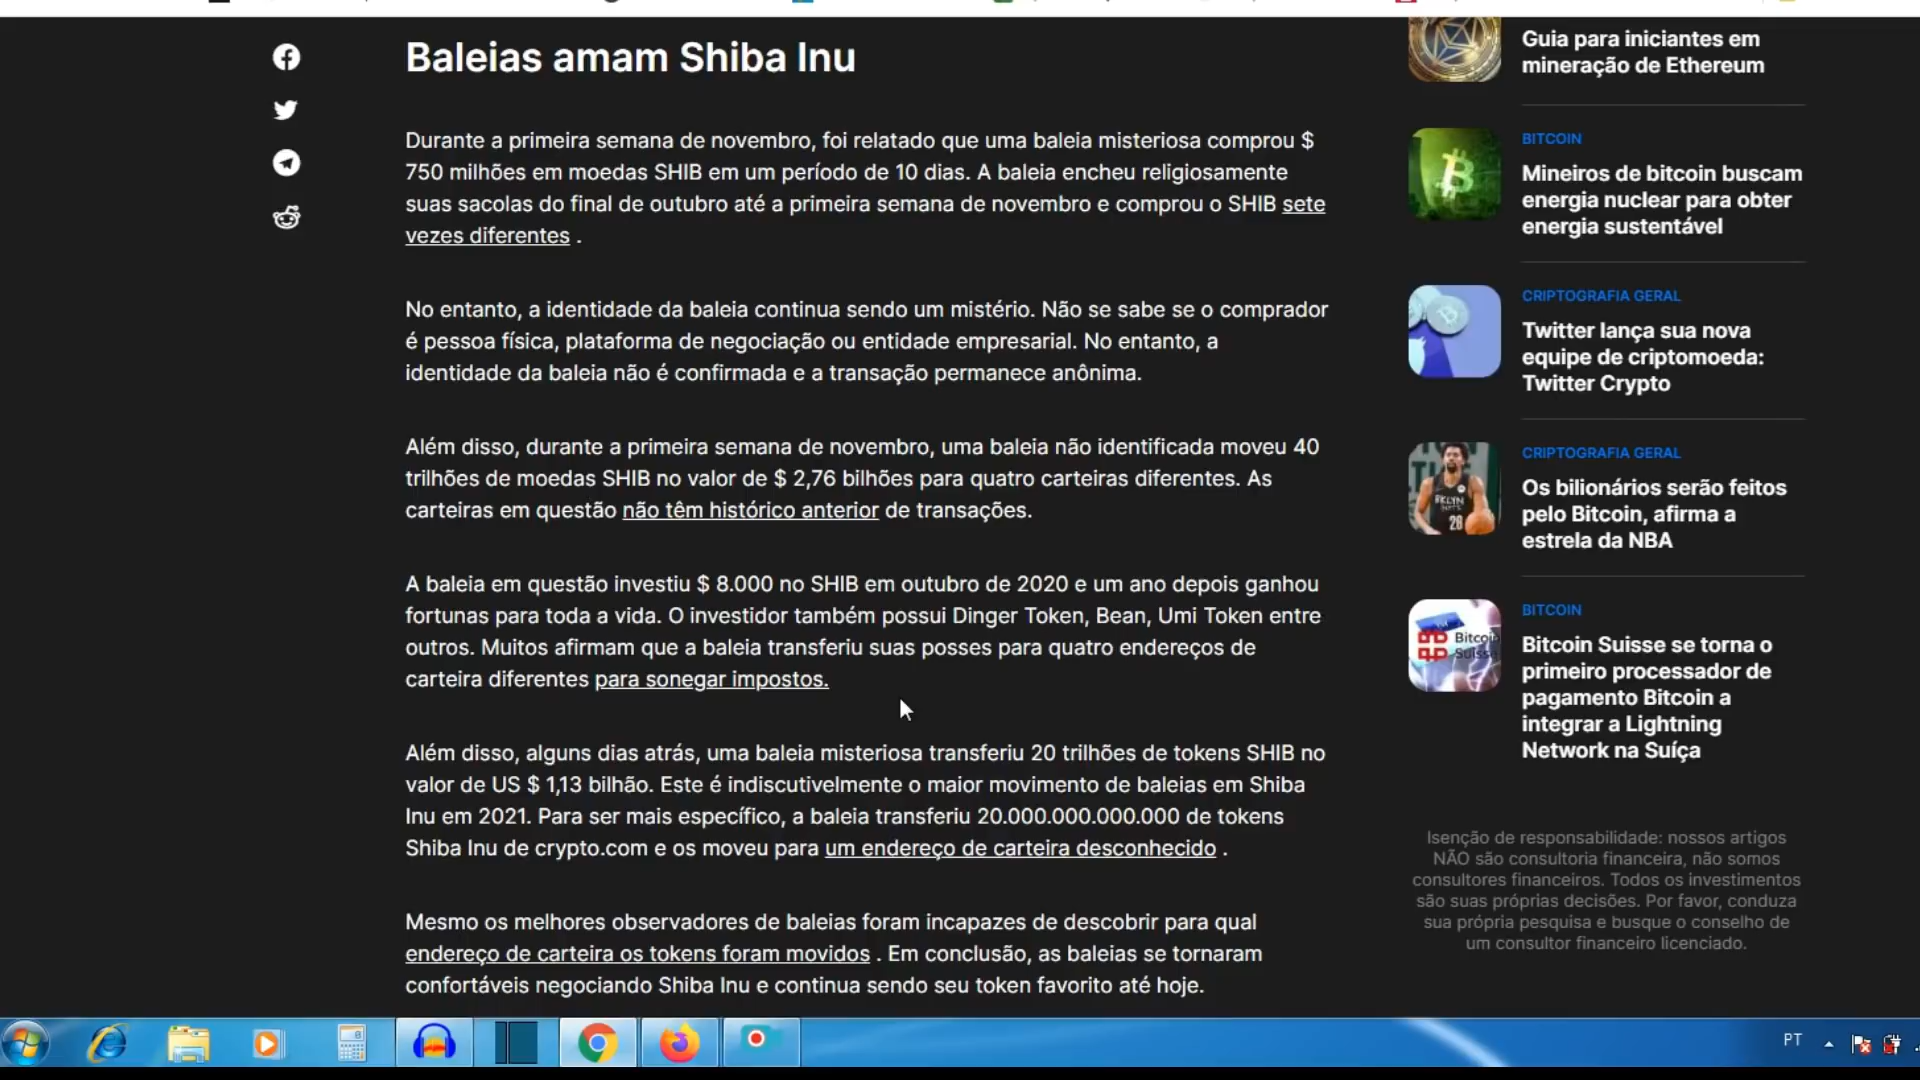 Baleias amam Shiba Inu
Durante a primeira semana de novembro, foi relatado que uma baleia misteriosa comprou $
750 milhões em moedas SHIB em um período de 10 dias. A baleia encheu religiosamente
suas sacolas do final de outubro até a primeira semana de novembro e comprou o SHIB sete
vezes diferentes .
No entanto, a identidade da baleia continua sendo um mistério. Não se sabe se o comprador
é pessoa física, plataforma de negociação ou entidade empresarial. No entanto, a
identidade da baleia não é confirmada e a transação permanece anônima.
Além disso, durante a primeira semana de novembro, uma baleia não identificada moveu 40
trilhões de moedas SHIB no valor de $ 2,76 bilhões para quatro carteiras diferentes. As
carteiras em questão não têm histórico anterior de transações.
A baleia em questão investiu $ 8.000 no SHIB em outubro de 2020 e um ano depois ganhou
fortunas para toda a vida. O investidor também possui Dinger Token, Bean, Umi Token entre
outros. Muitos afirmam que a baleia transferiu suas posses para quatro endereços de
carteira diferentes para sonegar impostos.
Além disso, alguns dias atrás, uma baleia misteriosa transferiu 20 trilhões de tokens SHIB no
valor de US $ 1,13 bilhão. Este é indiscutivelmente o maior movimento de baleias em Shiba
Inu em 2021. Para ser mais específico, a baleia transferiu 20.000.000.000.000 de tokens
Shiba Inu de crypto.com e os moveu para um endereço de carteira desconhecido .
Mesmo os melhores observadores de baleias foram incapazes de descobrir para qual
endereço de carteira os tokens foram movidos . Em conclusão, as baleias se tornaram
confortáveis negociando Shiba Inu e continua sendo seu token favorito até hoje.
Guia para iniciantes em
mineração de Ethereum
BITCOIN
Mineiros de bitcoin buscam
energia nuclear para obter
energia sustentável
CRIPTOGRAFIA GERAL
Twitter lança sua nova
equipe de criptomoeda:
Twitter Crypto
CRIPTOGRAFIA GERAL
Os bilionários serão feitos
pelo Bitcoin, afirma a
estrela da NBA
BKLYN
28
BITCOIN
Bitcoin Suisse se torna o
primeiro processador de
pagamento Bitcoin a
integrar a Lightning
Network na Suíça
Bitcoin
Suisse
Isenção de responsabilidade: nossos artigos
NÃO são consultoria financeira, não somos
consultores financeiros. Todos os investimentos
são suas próprias decisões. Por favor, conduza
sua própria pesquisa e busque o conselho de
um consultor financeiro licenciado.
PT